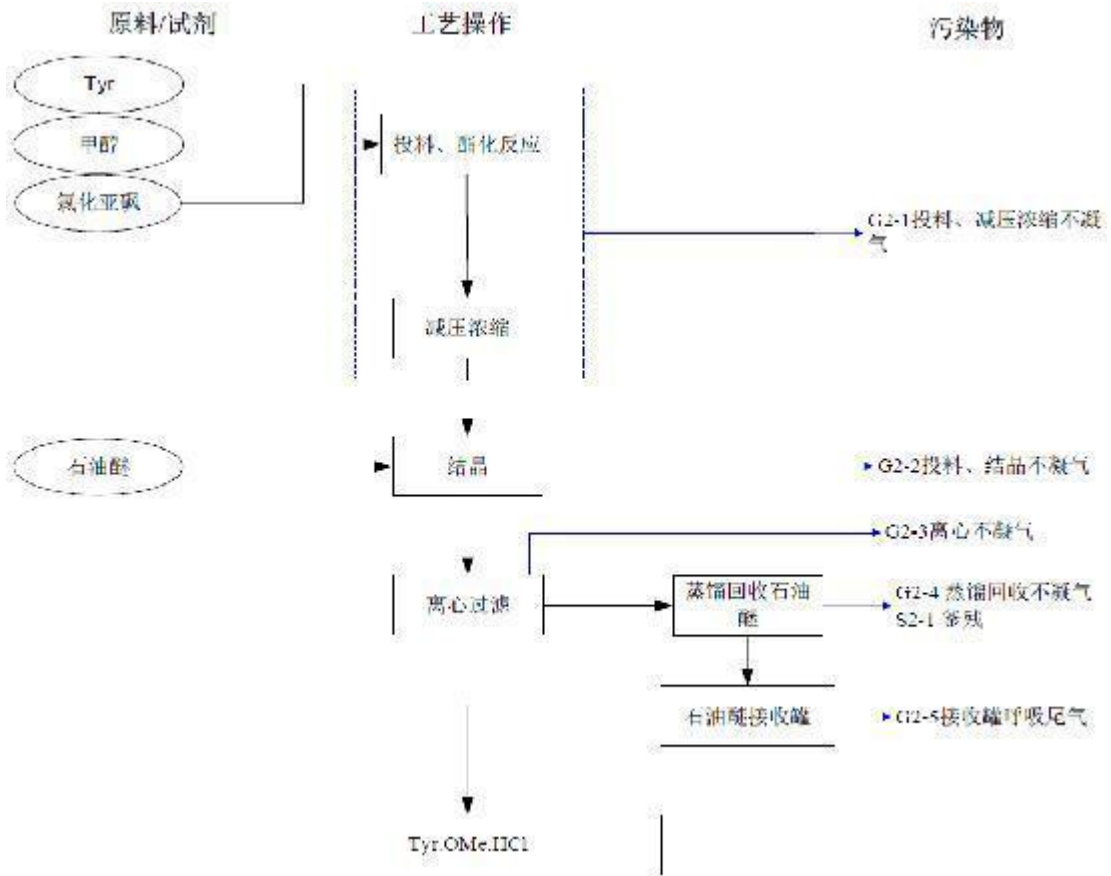 原料/试剂
工艺操作
污染物
Tyr
甲醇
氯化亚砜
投料、酯化反应
G2-1投料、减压浓缩不凝
气
减压浓缩
石油醚
结晶
G2-2投料、结晶不凝气
G2-3离心不凝气
离心过滤
蒸馏回收石油
醚
G2-4 蒸馏回收不凝气
S2-1 釜残
石油醚接收罐
G2-5接收罐呼吸尾气
Tyr.OMe.HCl